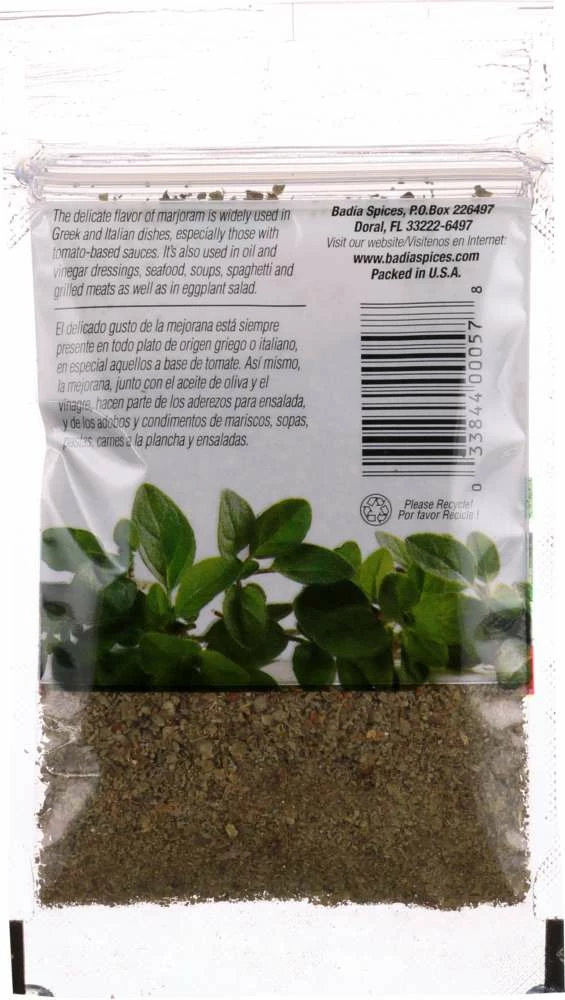 The delicate flavor of marjoram is widely used in
Greek and Italian dishes, especially those with
tomato-based sauces. It's also used in oil and
vinegar dressings, seafood, soups, spaghetti and
grilled meats as well as in eggplant salad.
El delicado gusto de la mejorana está siempre
presente en todo plato de origen griego o italiano,
en especial aquellos a base de tomate. Así mismo,
la mejorana, junto con el aceite de oliva y el
vinagre, hacen parte de los aderezos para ensalada,
y de los adobos y condimentos de mariscos, sopas,
pastas, carnes a la plancha y ensaladas.
Badia Spices, P.O.Box 226497
Doral, FL 33222-6497
Visit our website/Visitenos en Internet:
www.badiaspices.com
Packed in U.S.A.
0 33844 00057 8
Please Recycle!
Por favor Recicle !